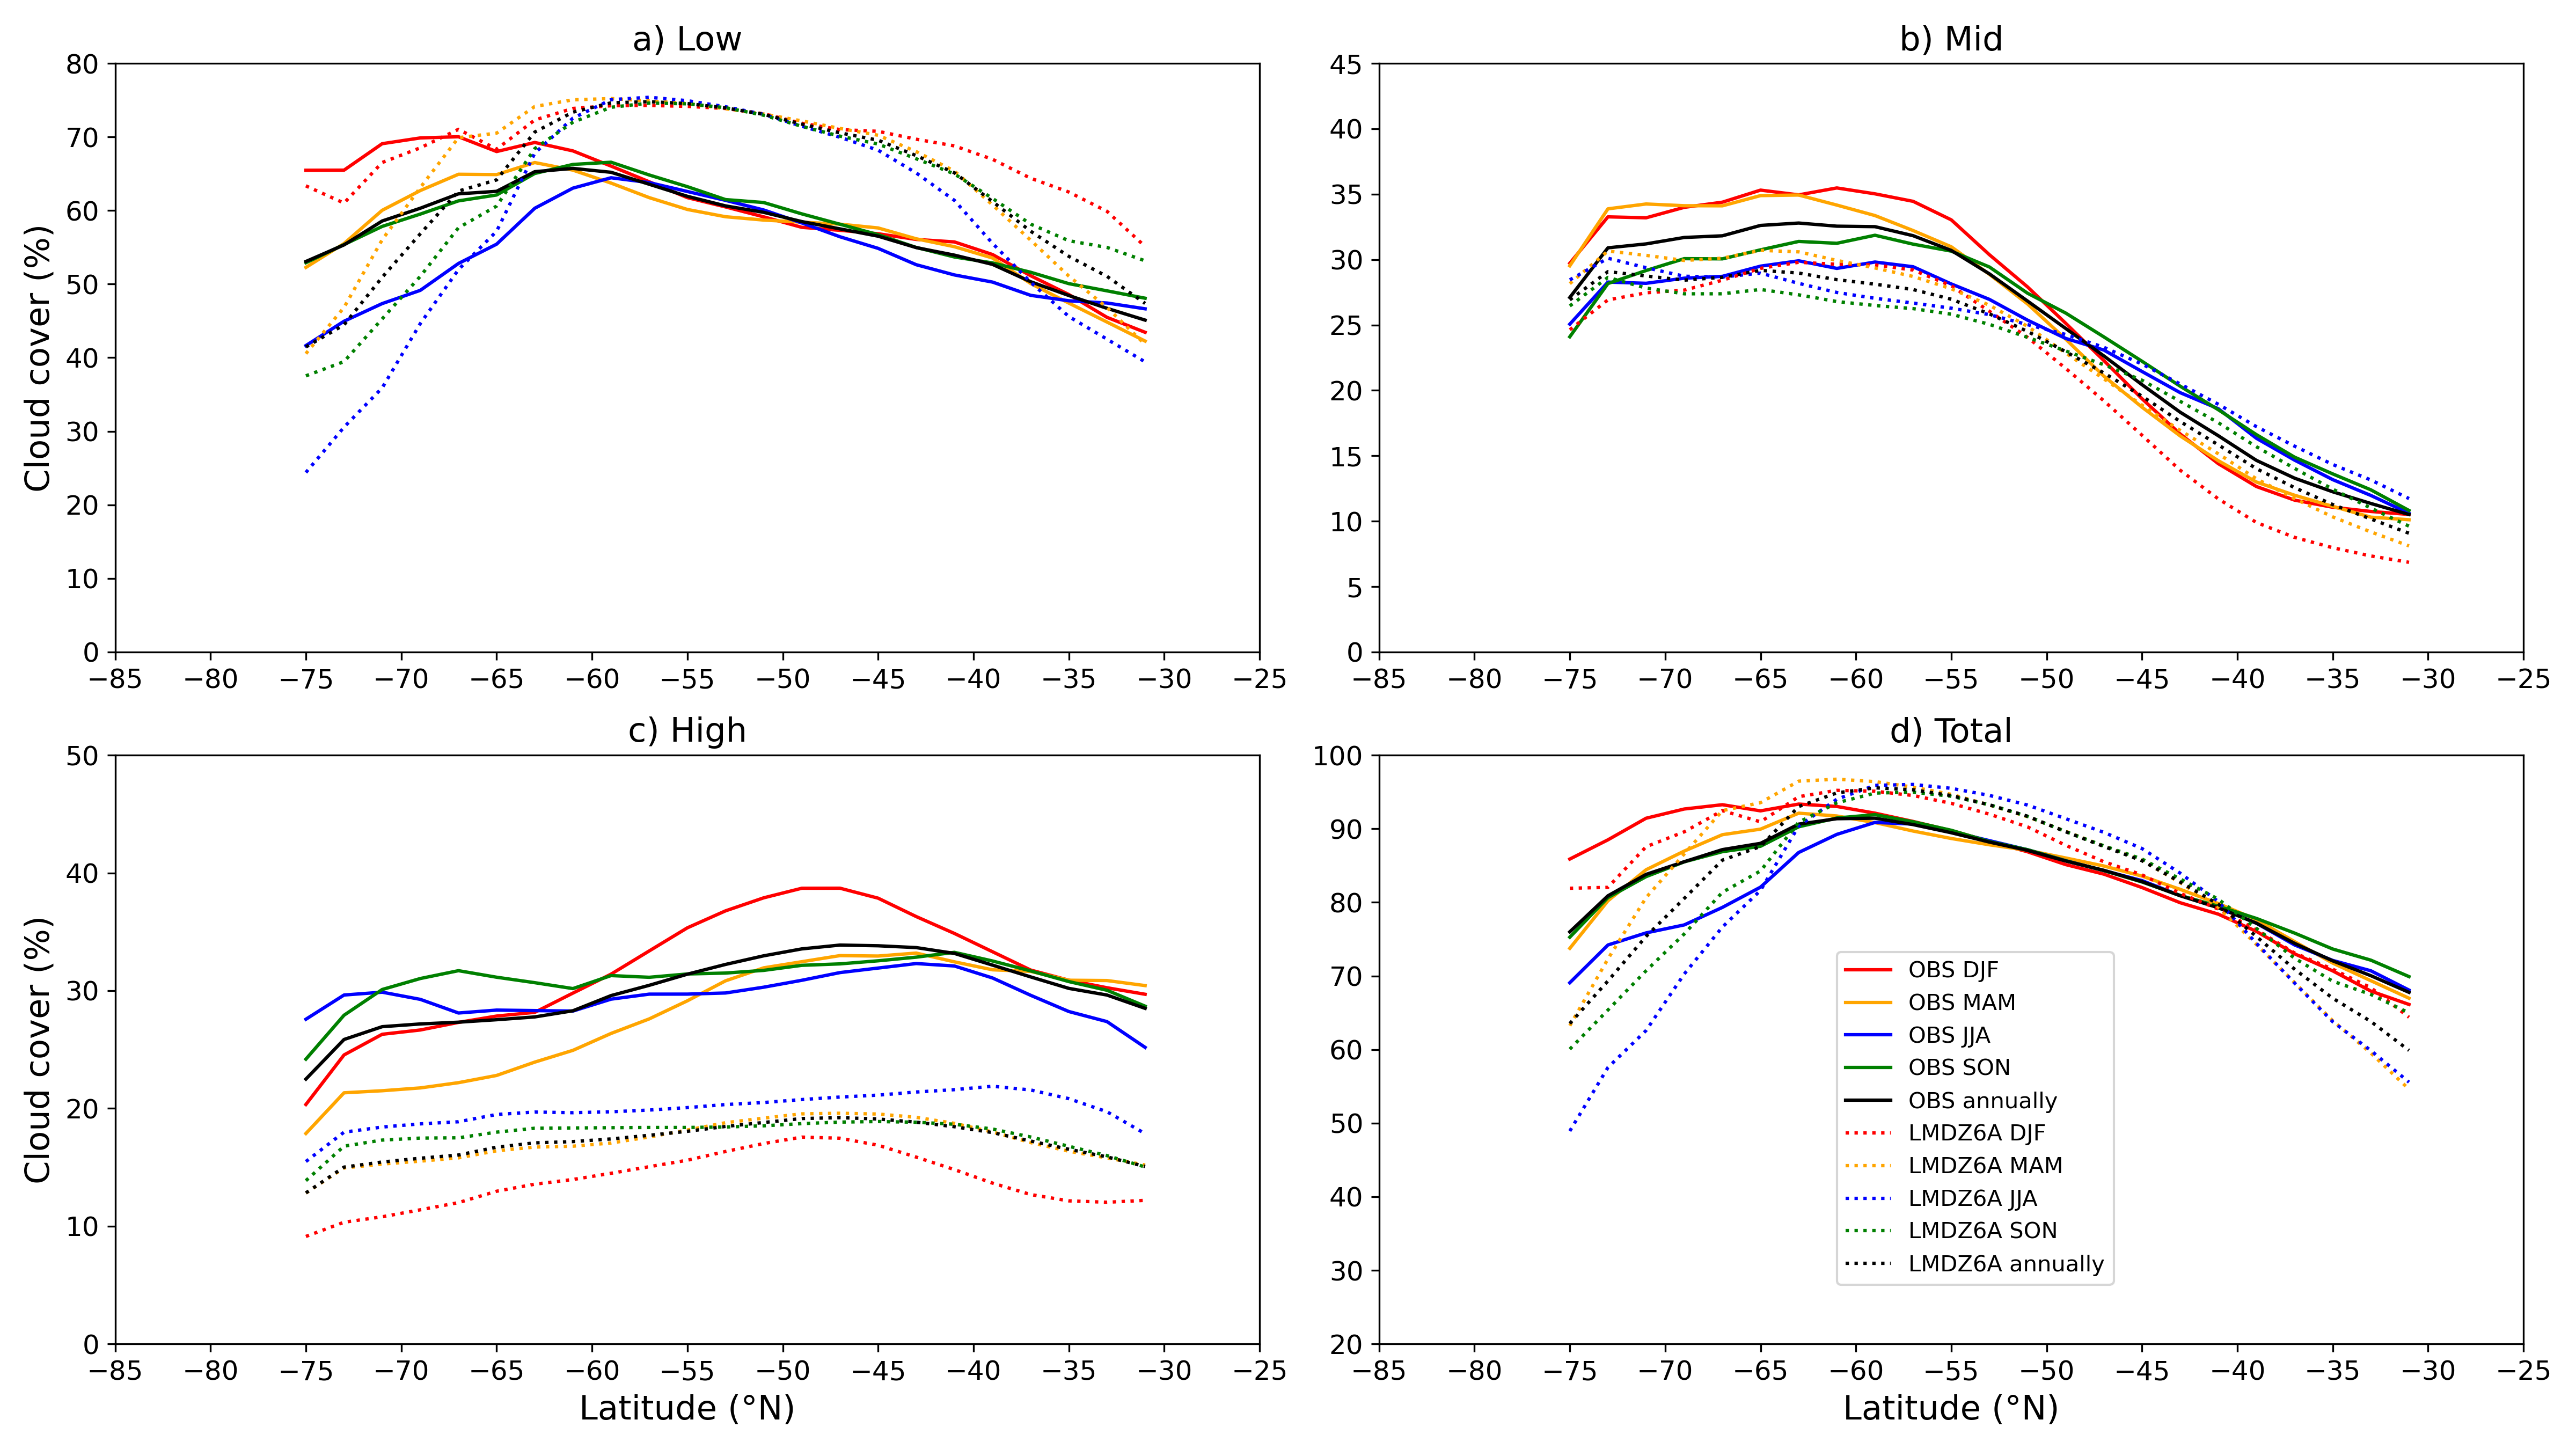 a) Low
Cloud cover (%)
80
70
60
50
40
30
20
10
0
−85 −80 −75 −70 −65 −60 −55 −50 −45 −40 −35 −30 −25
b) Mid
45
40
35
30
25
20
15
10
5
0
−85 −80 −75 −70 −65 −60 −55 −50 −45 −40 −35 −30 −25
c) High
Cloud cover (%)
50
40
30
20
10
0
−85 −80 −75 −70 −65 −60 −55 −50 −45 −40 −35 −30 −25
Latitude (°N)
d) Total
100
90
80
70
60
50
40
30
20
OBS DJF
OBS MAM
OBS JJA
OBS SON
OBS annually
LMDZ6A DJF
LMDZ6A MAM
LMDZ6A JJA
LMDZ6A SON
LMDZ6A annually
−85 −80 −75 −70 −65 −60 −55 −50 −45 −40 −35 −30 −25
Latitude (°N)